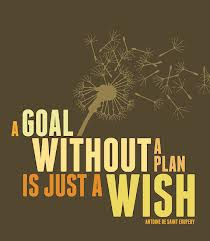 A GOAL
WITHOUT A PLAN
IS JUST A WISH
ANTOINE DE SAINT EXUPERY